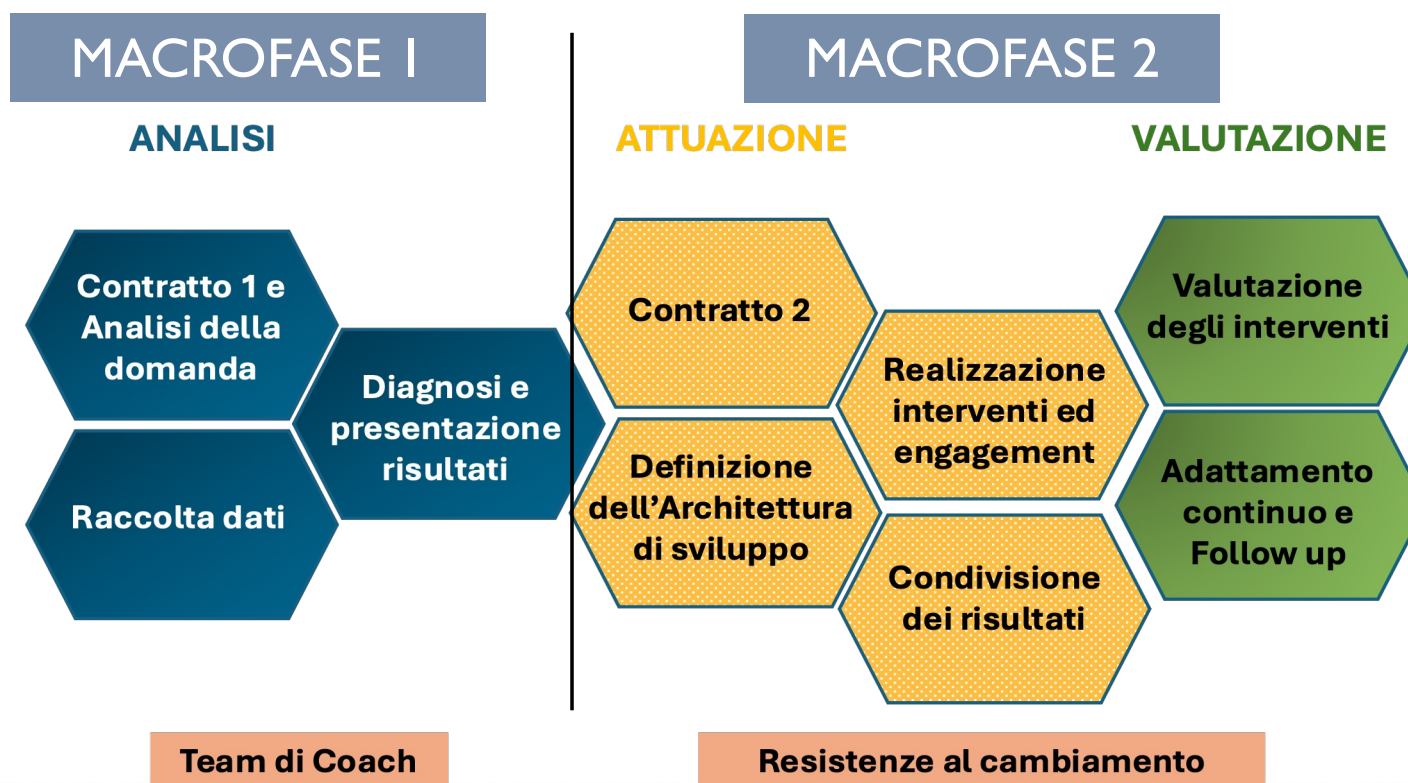 MACROFASE 1
MACROFASE 2
ANALISI
ATTUAZIONE
VALUTAZIONE
Contratto 1 e
Analisi della
domanda
Raccolta dati
Diagnosi e
presentazione
risultati
Contratto 2
Definizione
dell’Architettura
di sviluppo
Realizzazione
interventi ed
engagement
Condivisione
dei risultati
Valutazione
degli interventi
Adattamento
continuo e
Follow up
Team di Coach
Resistenze al cambiamento